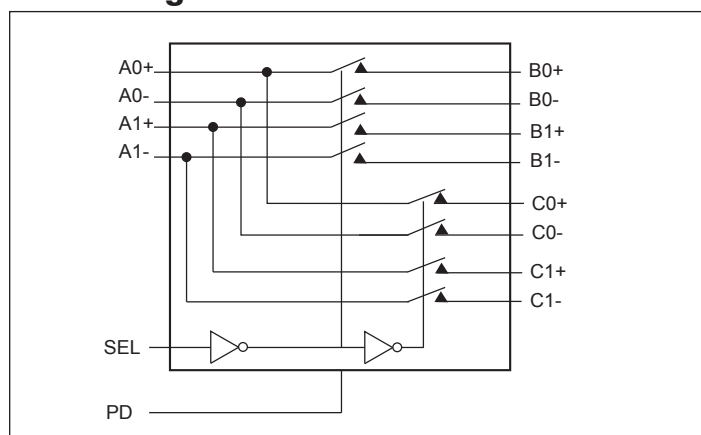 A0+
A0-
A1+
A1-
B0+
B0-
B1+
B1-
C0+
C0-
C1+
C1-
SEL
PD